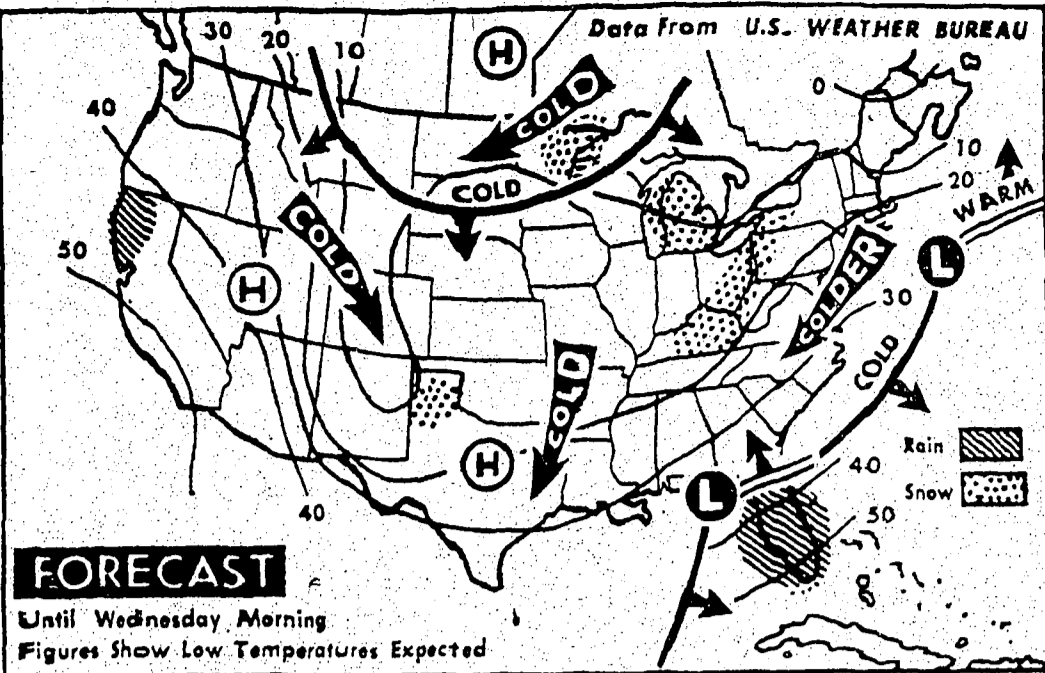 Data From U.S. WEATHER BUREAU
30 20 10
H
0
40
COLD
10
COLD
20
WARM
COLD
50
H
L
COLDER
30
COLD
COLD
Rain
H
40
L
Snow
50
40
FORECAST
Until Wednesday Morning
Figures Show Low Temperatures Expected